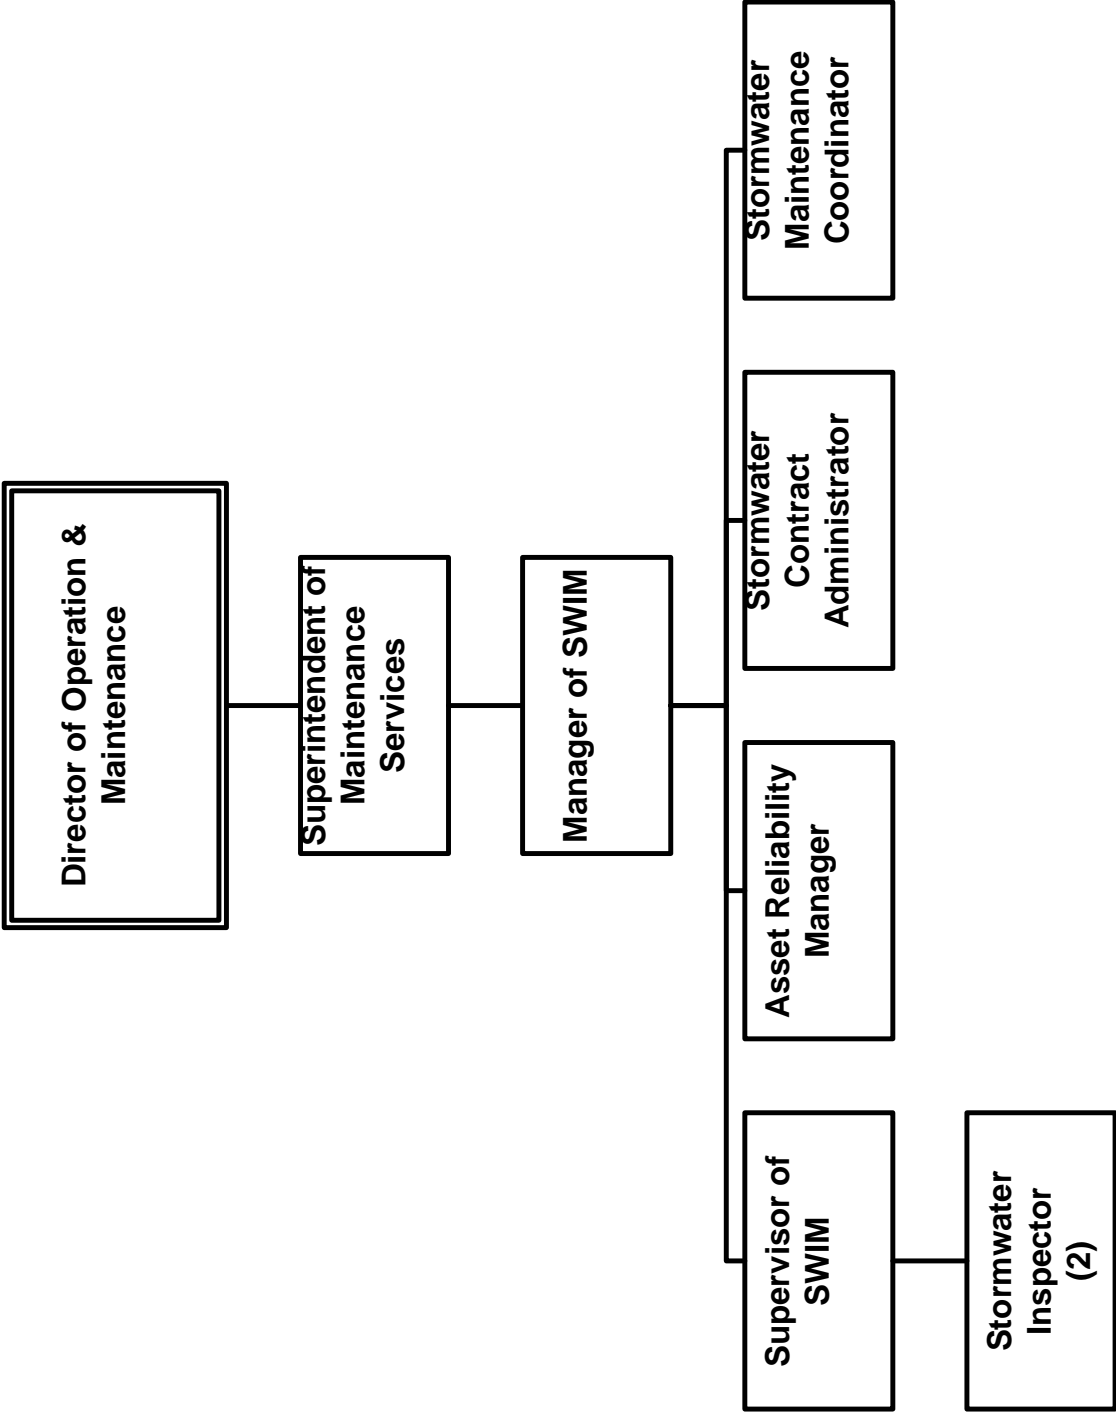 Director of Operation &
Maintenance
Superintendent of
Maintenance
Services
Manager of SWIM
Supervisor of
SWIM
Asset Reliability
Manager
Stormwater
Contract
Administrator
Stormwater
Maintenance
Coordinator
Stormwater
Inspector
(2)